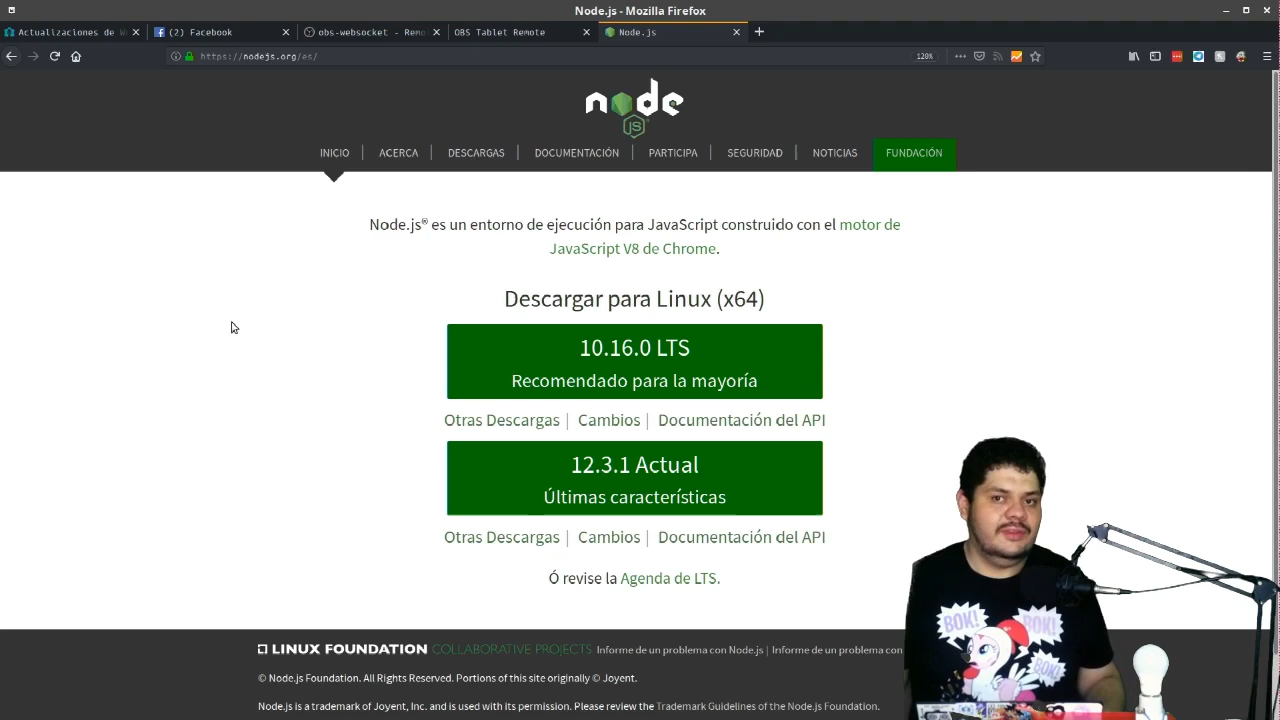 Node.js - Mozilla Firefox
Actualizaciones de W
(2) Facebook
obs-websocket - Remo
OBS Tablet Remote
Node.js
https://nodejs.org/es/
120%
node
JS
INICIO | ACERCA | DESCARGAS | DOCUMENTACIÓN | PARTICIPA | SEGURIDAD | NOTICIAS FUNDACIÓN
Node.js® es un entorno de ejecución para JavaScript construido con el motor de
JavaScript V8 de Chrome.
Descargar para Linux (x64)
10.16.0 LTS
Recomendado para la mayoría
Otras Descargas | Cambios | Documentación del API
12.3.1 Actual
Últimas características
Otras Descargas | Cambios | Documentación del API
Ó revise la Agenda de LTS.
BOK!
BOK!
BOK!
LINUX FOUNDATION COLLABORATIVE PROJECTS Informe de un problema con Node.js | Informe de un problema con
© Node.js Foundation. All Rights Reserved. Portions of this site originally © Joyent.
Node.js is a trademark of Joyent, Inc. and is used with its permission. Please review the Trademark Guidelines of the Node.js Foundation.